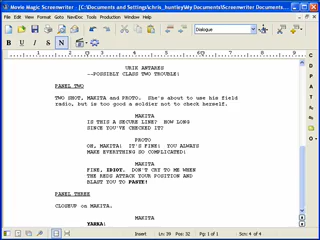 Movie Magic Screenwriter - [C:\Documents and Settings\chris_huntley\My Documents\Screenwriter Documents...
File Edit View Format Goto NaviDoc Tools Production Window Help
Dialogue
B U I S N
URIK ANTARES
--POSSIBLY CLASS TWO TROUBLE:
PANEL TWO
TWO SHOT, MAKITA and PROTO. She's about to use his field
radio, but is too good a soldier not to check herself.
MAKITA
IS THIS A SECURE LINE? HOW LONG
SINCE YOU'VE CHECKED IT?
PROTO
OH, MAKITA! IT'S FINE! YOU ALWAYS
MAKE EVERYTHING SO COMPLICATED!
MAKITA
FINE, IDIOT. DON'T CRY TO ME WHEN
THE REDS ATTACK YOUR POSITION AND
BLAST YOU TO PASTE!
PANEL THREE
CLOSEUP on MAKITA.
MAKITA
Insert Ln: 39 Pos: 32 Pg: 1 of 1 Sc: 4 of 4